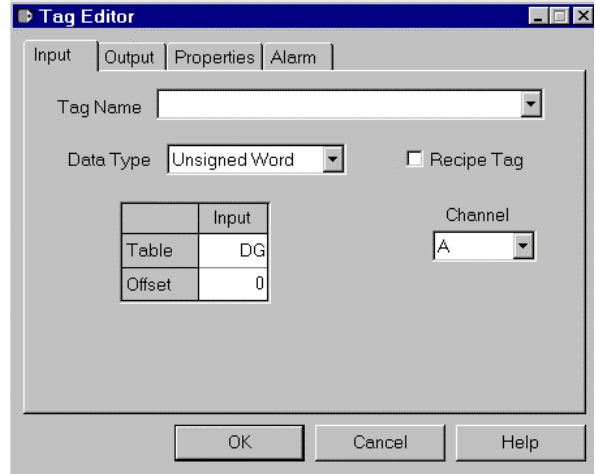 Tag Editor
Input Output Properties Alarm
Tag Name
Data Type Unsigned Word Recipe Tag
Input Channel
Table DG A
Offset 0
OK Cancel Help